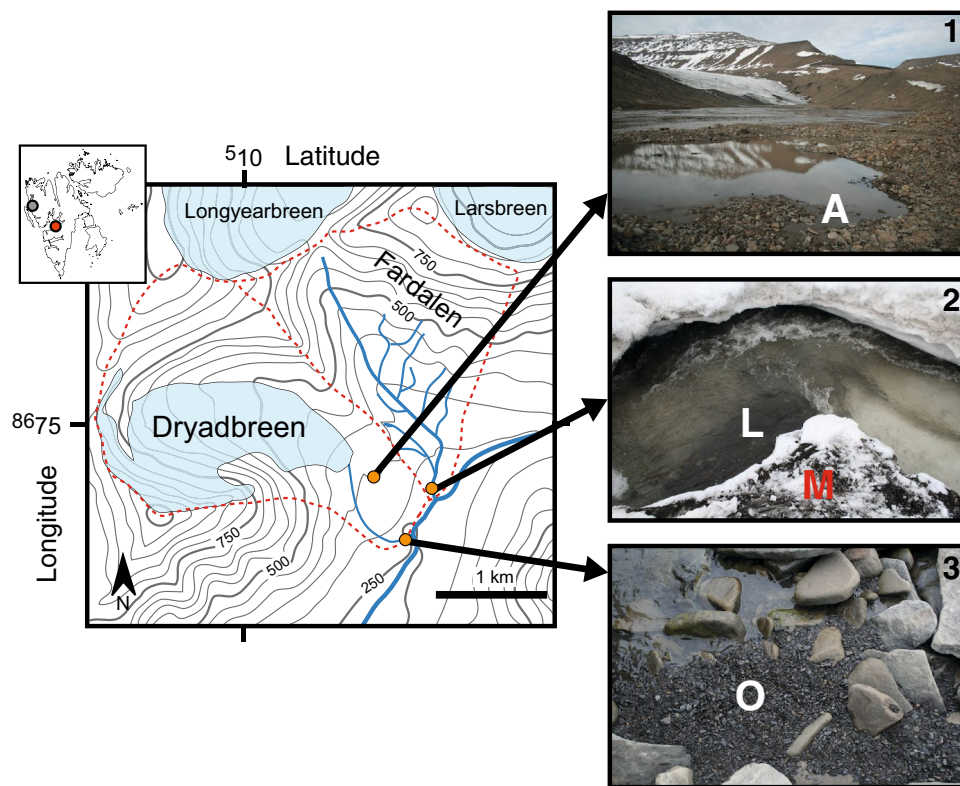 510 Latitude
Longyearbreen
Larsbreen
750
Fardalen
500
8675
Dryadbreen
Longitude
750
500
250
1 km
N
1
A
2
L
M
3
O